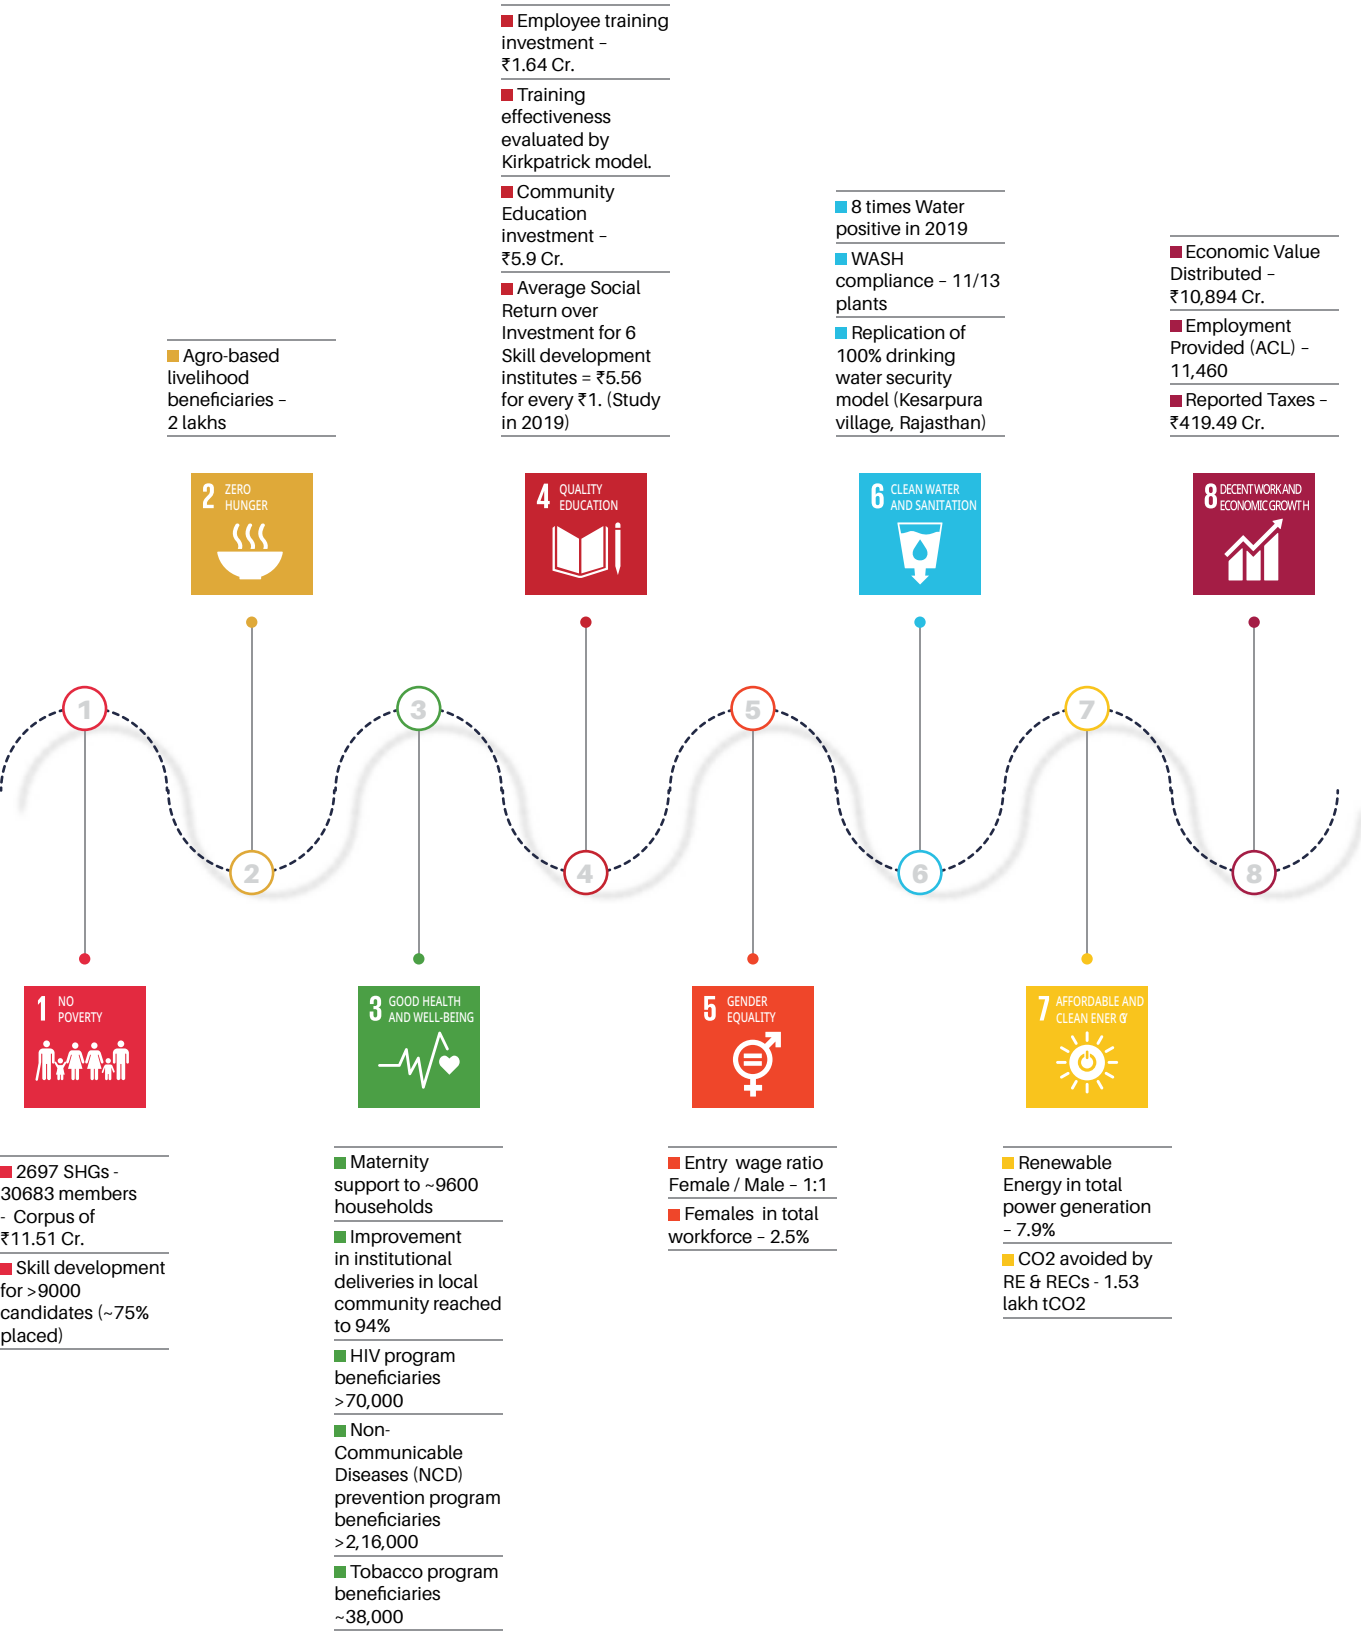 ■ Employee training
investment –
₹1.64 Cr.
■ Training
effectiveness
evaluated by
Kirkpatrick model.
■ Community
Education
investment –
₹5.9 Cr.
■ Average Social
Return over
Investment for 6
Skill development
institutes = ₹5.56
for every ₹1. (Study
in 2019)
■ Agro-based
livelihood
beneficiaries –
2 lakhs
■ 8 times Water
positive in 2019
■ WASH
compliance – 11/13
plants
■ Replication of
100% drinking
water security
model (Kesarpura
village, Rajasthan)
■ Economic Value
Distributed –
₹10,894 Cr.
■ Employment
Provided (ACL) –
11,460
■ Reported Taxes –
₹419.49 Cr.
2 ZERO
HUNGER
4 QUALITY
EDUCATION
6 CLEAN WATER
AND SANITATION
8 DECENT WORK AND
ECONOMIC GROWTH
1
3
5
7
2
4
6
8
1 NO
POVERTY
3 GOOD HEALTH
AND WELL-BEING
5 GENDER
EQUALITY
7 AFFORDABLE AND
CLEAN ENERGY
■ 2697 SHGs -
30683 members
- Corpus of
₹11.51 Cr.
■ Skill development
for >9000
candidates (~75%
placed)
■ Maternity
support to ~9600
households
■ Improvement
in institutional
deliveries in local
community reached
to 94%
■ HIV program
beneficiaries
>70,000
■ Non-
Communicable
Diseases (NCD)
prevention program
beneficiaries
>2,16,000
■ Tobacco program
beneficiaries
~38,000
■ Entry wage ratio
Female / Male – 1:1
■ Females in total
workforce – 2.5%
■ Renewable
Energy in total
power generation
– 7.9%
■ CO2 avoided by
RE & RECs - 1.53
lakh tCO2